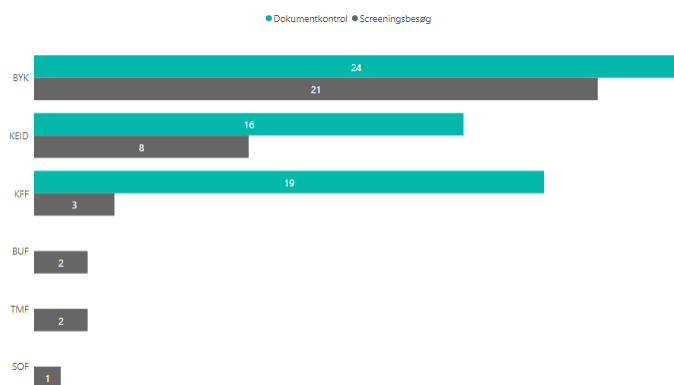 Dokumentkontrol Screeningsbesøg
BYK 24
21
KEID 16
8
KFF 19
3
BUF 2
TMF 2
SOF 1